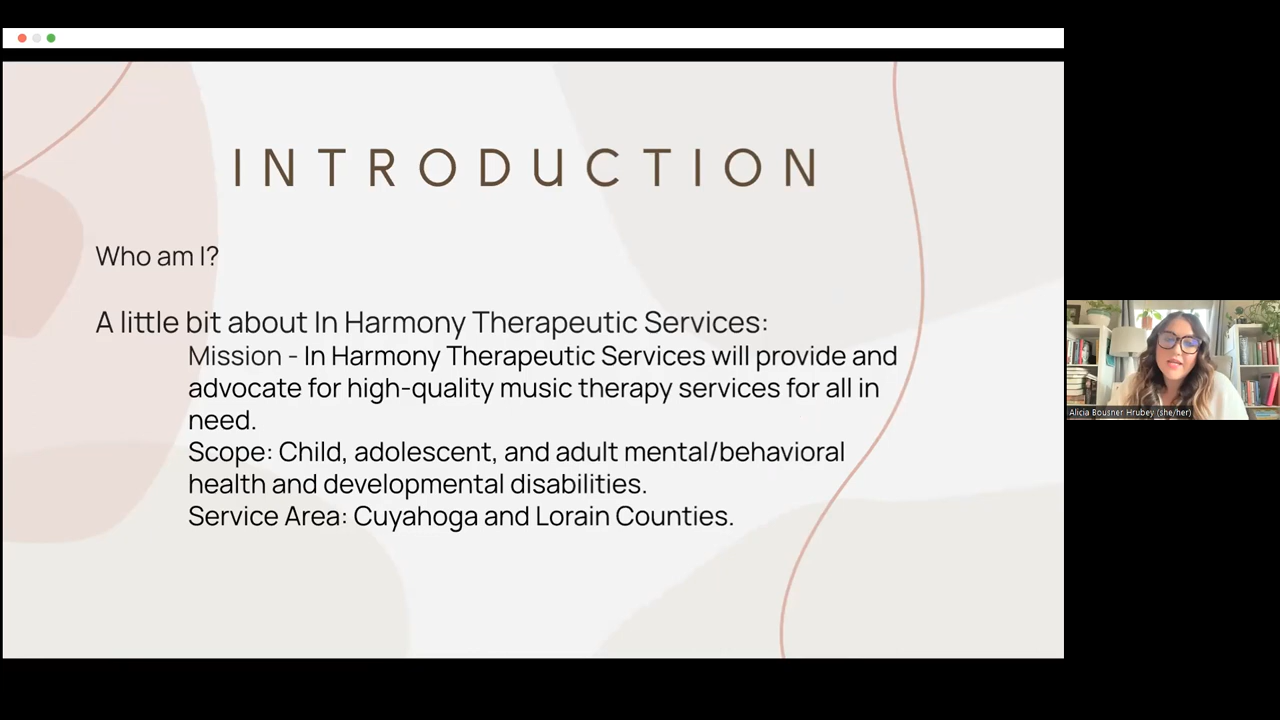 INTRODUCTION
Who am I?
A little bit about In Harmony Therapeutic Services:
Mission - In Harmony Therapeutic Services will provide and
advocate for high-quality music therapy services for all in
need.
Scope: Child, adolescent, and adult mental/behavioral
health and developmental disabilities.
Service Area: Cuyahoga and Lorain Counties.
Alicia Bousner Hrubey (she/her)